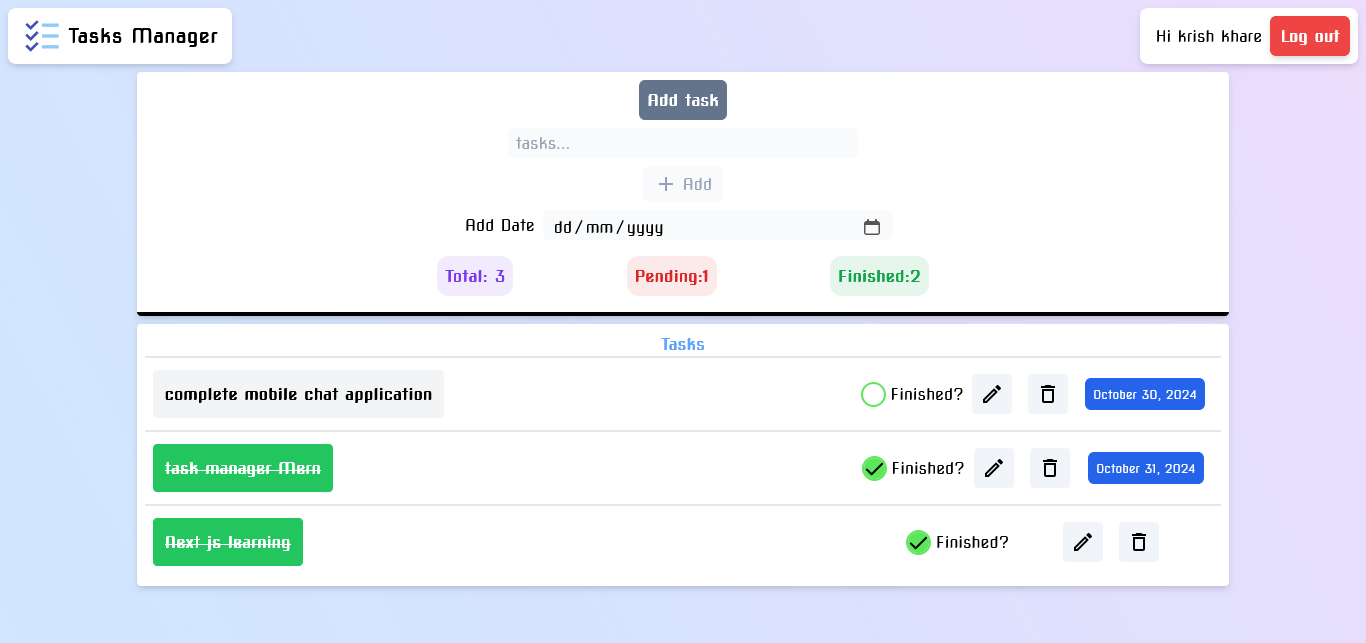 Tasks Manager
Hi krish khare Log out
Add task
tasks...
+ Add
Add Date dd/mm/yyyy
Total: 3 Pending:1 Finished:2
Tasks
complete mobile chat application Finished? October 30, 2024
task manager Mern Finished? October 31, 2024
Next js learning Finished?